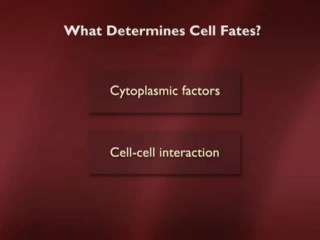 What Determines Cell Fates?
Cytoplasmic factors
Cell-cell interaction